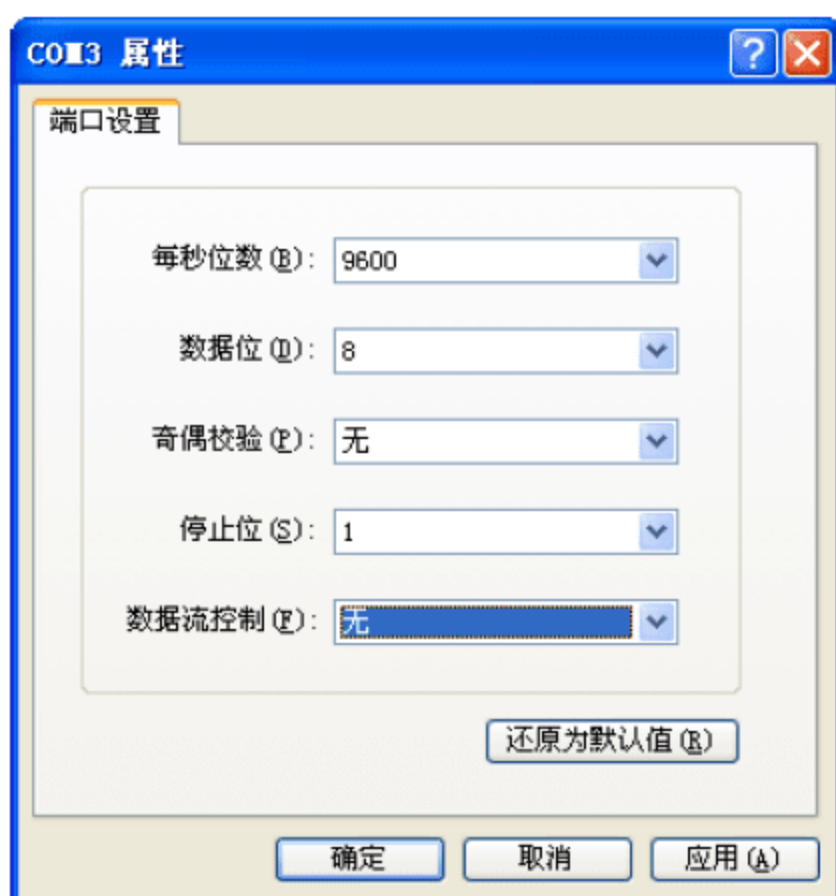 COM3 属性
端口设置
每秒位数(B): 9600
数据位(D): 8
奇偶校验(P): 无
停止位(S): 1
数据流控制(F): 无
还原为默认值(R)
确定 取消 应用(A)